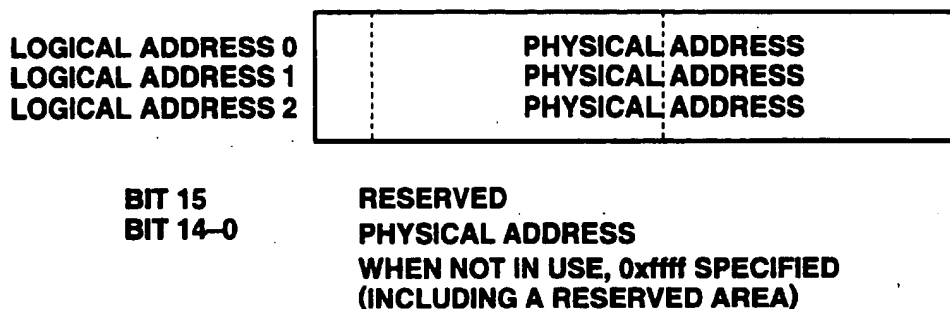 LOGICAL ADDRESS 0 PHYSICAL ADDRESS
LOGICAL ADDRESS 1 PHYSICAL ADDRESS
LOGICAL ADDRESS 2 PHYSICAL ADDRESS
BIT 15 RESERVED
BIT 14–0 PHYSICAL ADDRESS
WHEN NOT IN USE, 0xffff SPECIFIED
(INCLUDING A RESERVED AREA)